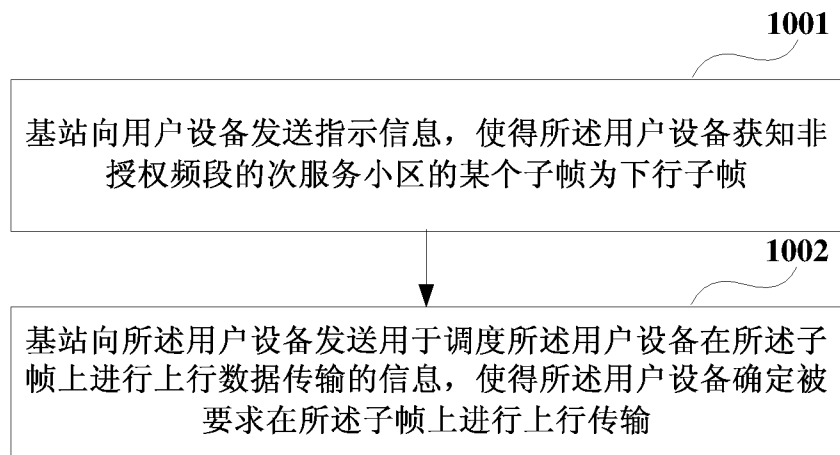 1001
基站向用户设备发送指示信息，使得所述用户设备获知非
授权频段的次服务小区的某个子帧为下行子帧
1002
基站向所述用户设备发送用于调度所述用户设备在所述子
帧上进行上行数据传输的信息，使得所述用户设备确定被
要求在所述子帧上进行上行传输